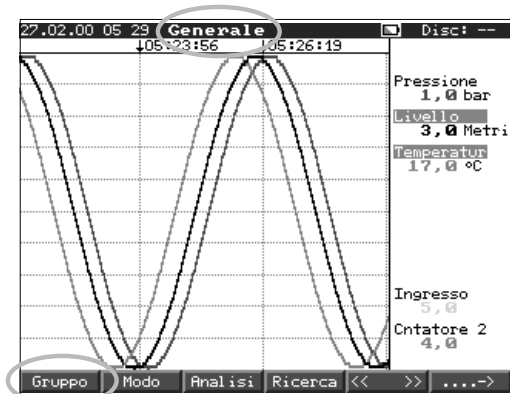 27.02.00 05 29 Generale Disc: --
↓05:23:56 05:26:19
Pressione
1,0 bar
Livello
3,0 Metri
Temperatur
17,0 °C
Ingresso
5,0
Cntatore 2
4,0
Gruppo Modo Analisi Ricerca << >> ....->